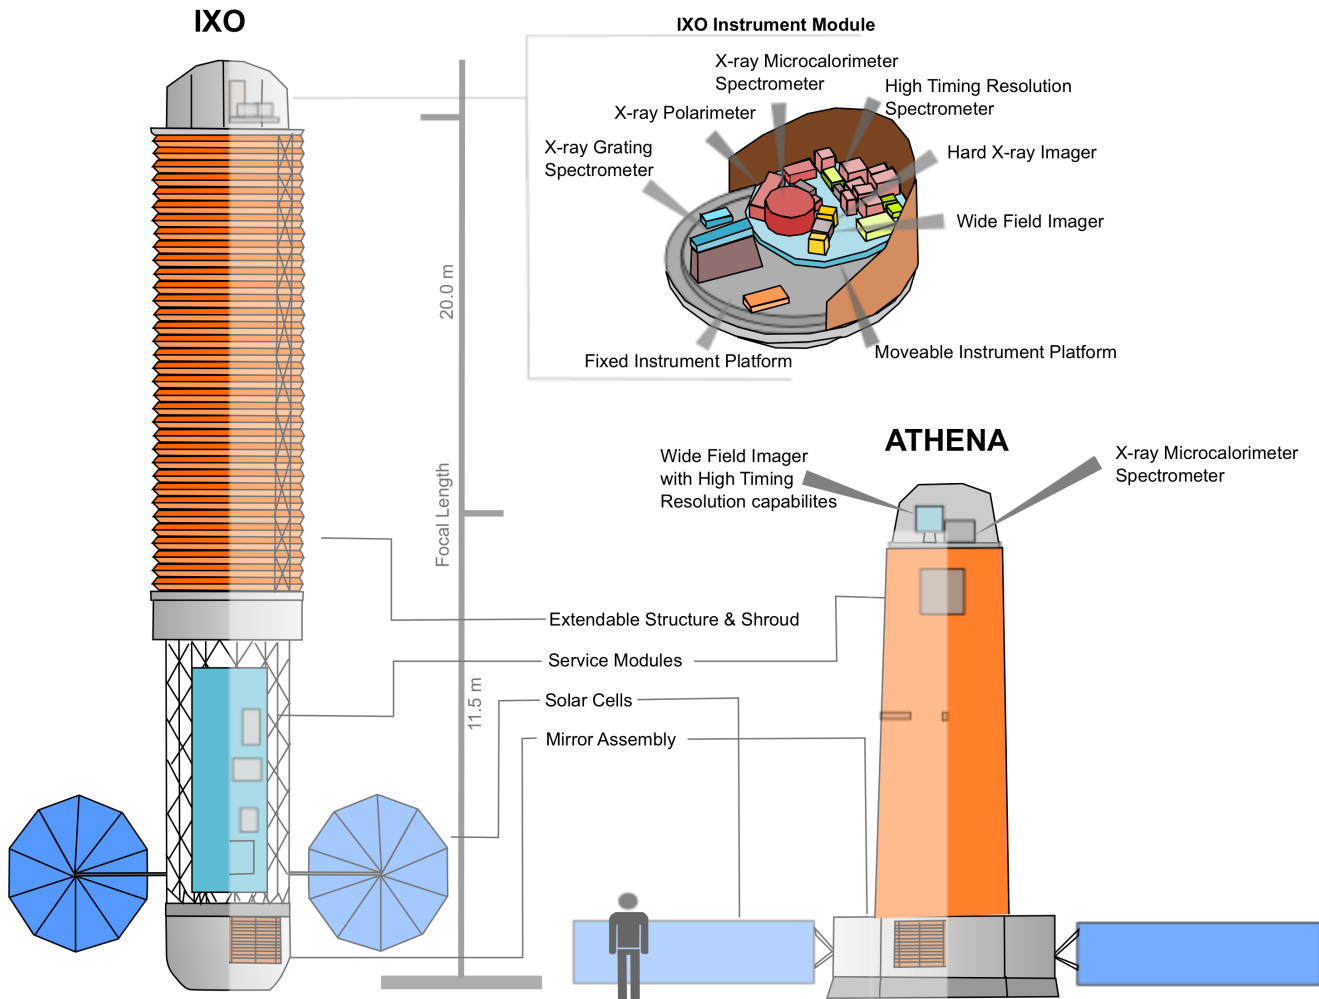 IXO
IXO Instrument Module
X-ray Microcalorimeter
Spectrometer
High Timing Resolution
Spectrometer
X-ray Polarimeter
X-ray Grating
Spectrometer
Hard X-ray Imager
Wide Field Imager
Fixed Instrument Platform
Moveable Instrument Platform
20.0 m
Focal Length
11.5 m
ATHENA
Wide Field Imager
with High Timing
Resolution capabilites
X-ray Microcalorimeter
Spectrometer
Extendable Structure & Shroud
Service Modules
Solar Cells
Mirror Assembly